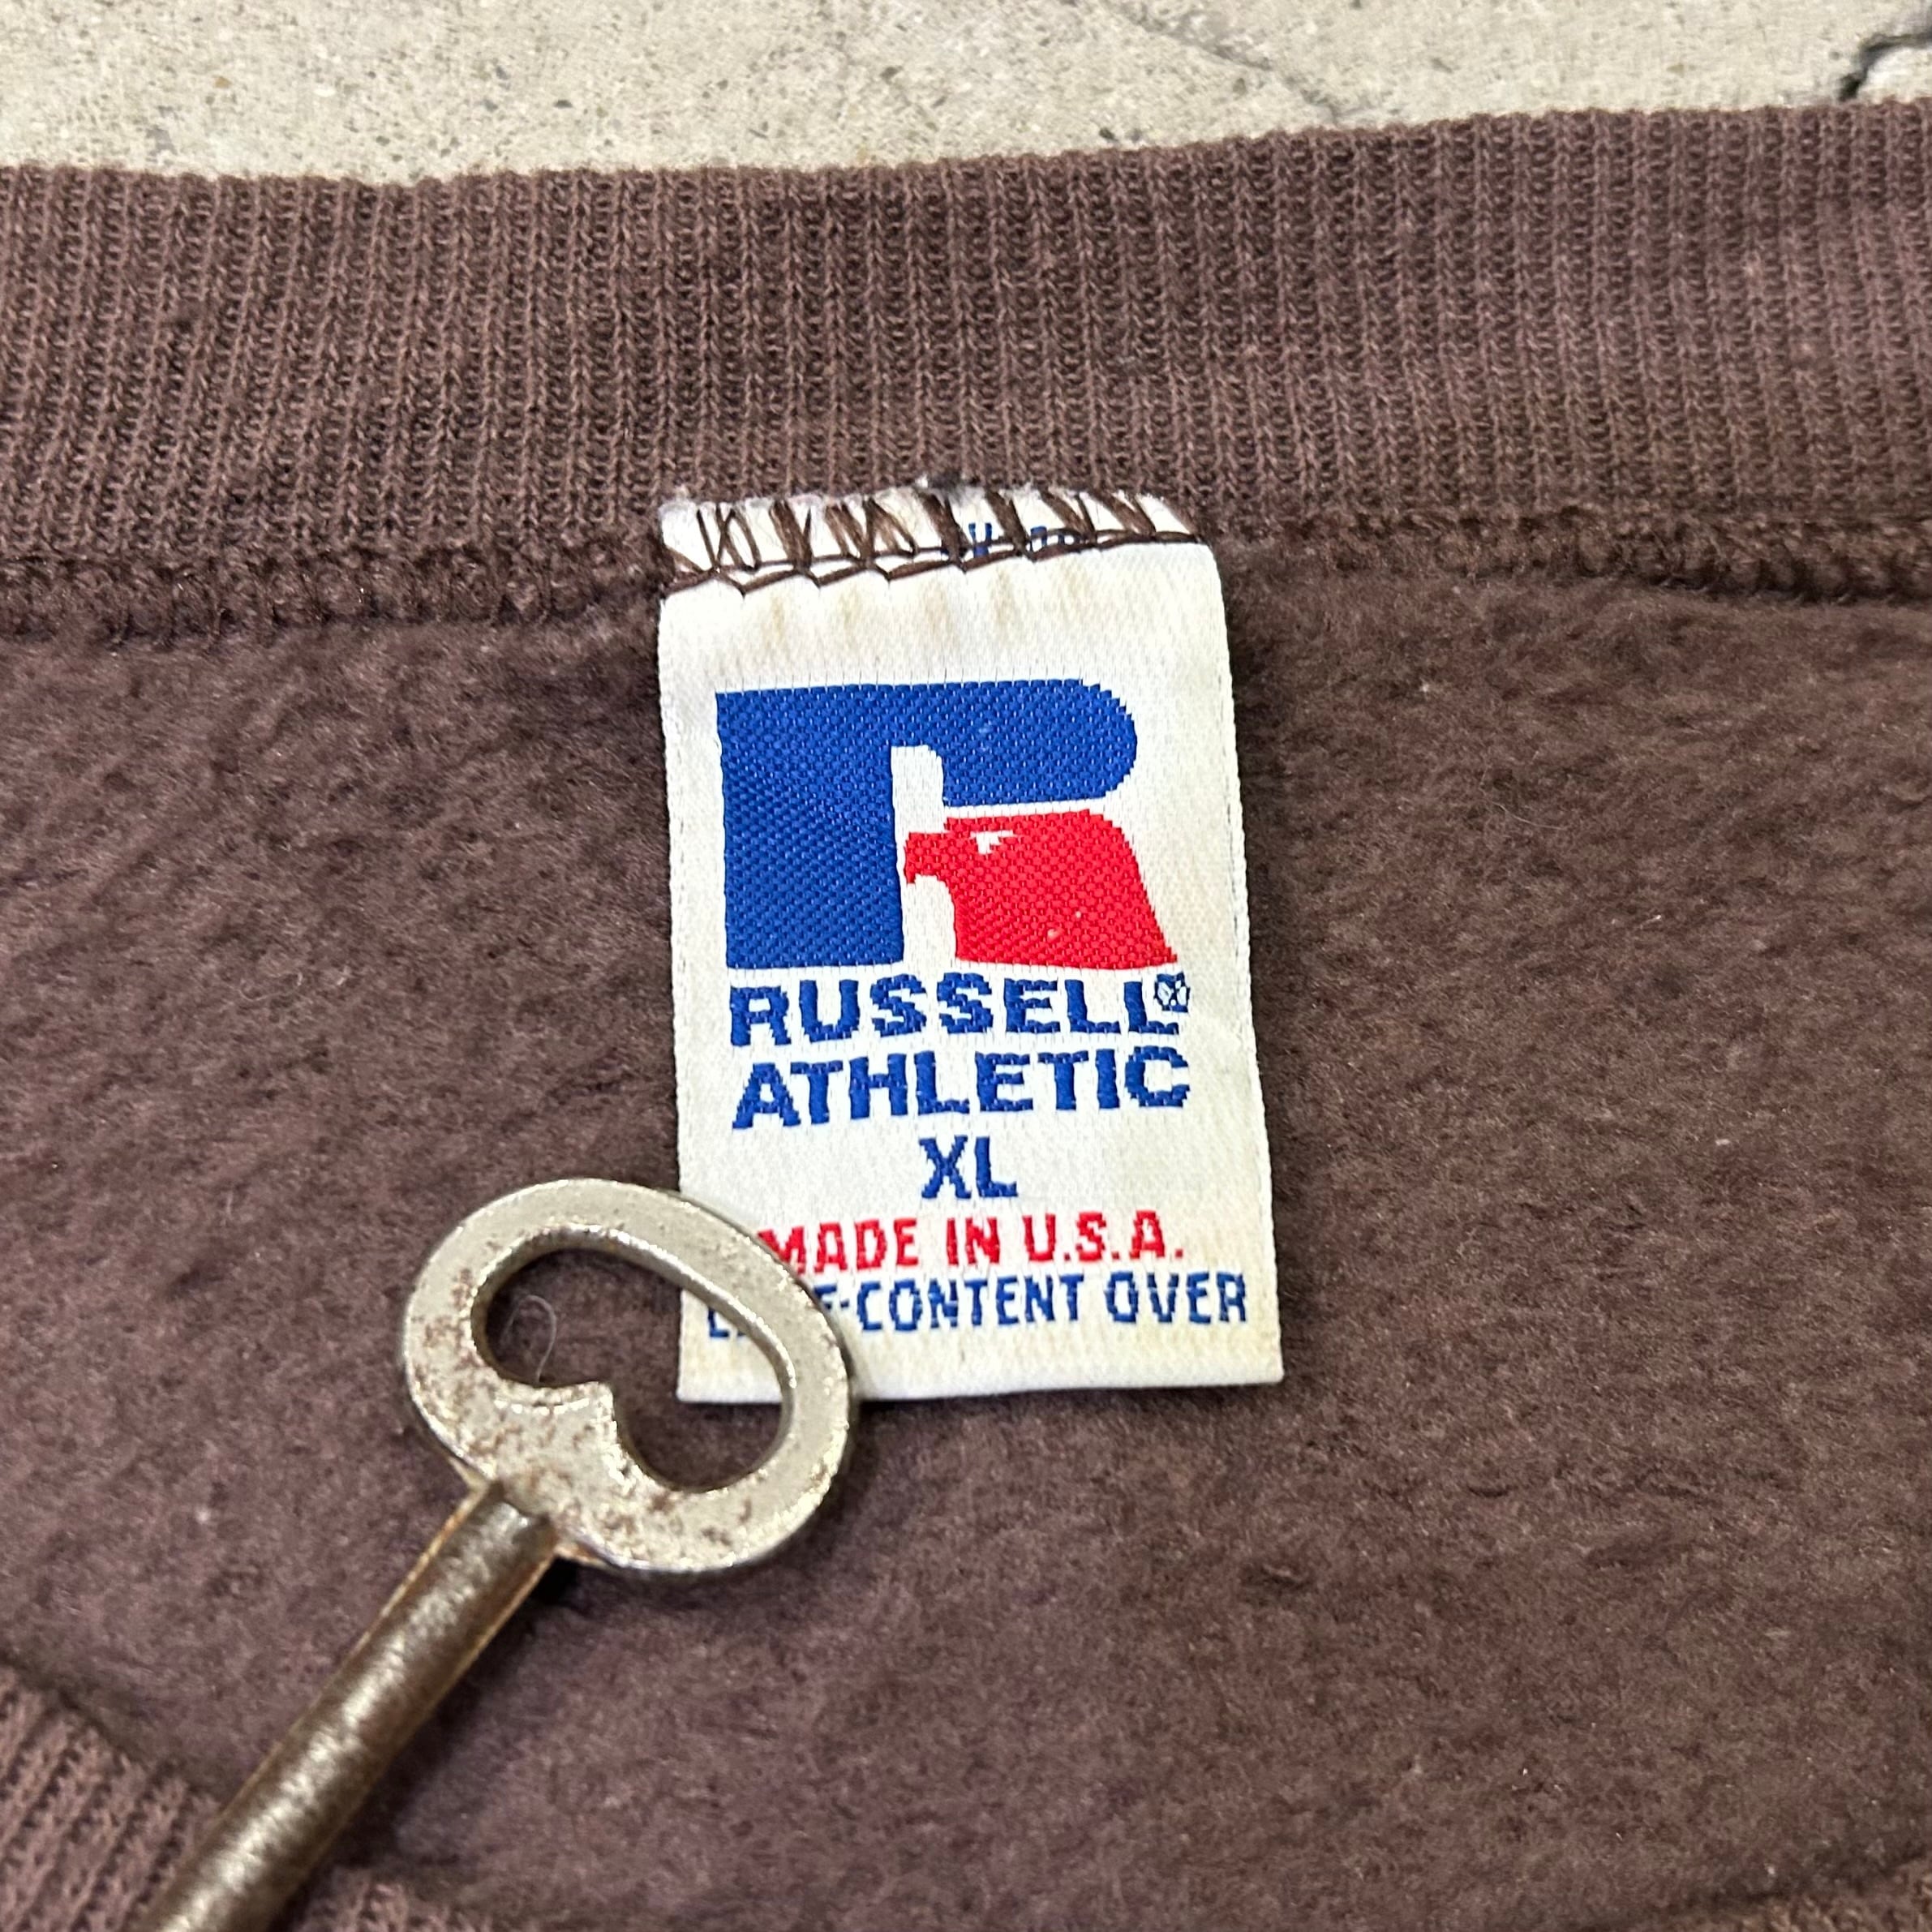 RUSSELL®
ATHLETIC
XL
MADE IN U.S.A.
CONTENT OVER